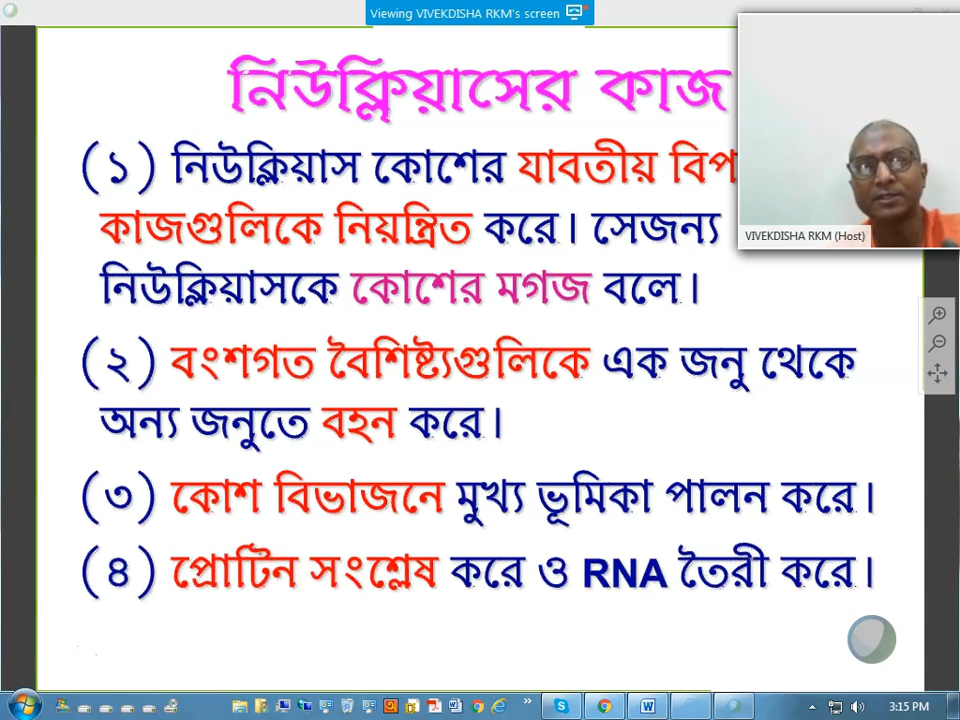 Viewing VIVEKDISHA RKM's screen
নিউক্লিয়াসের কাজ
(১) নিউক্লিয়াস কোশের যাবতীয়
কাজগুলিকে নিয়ন্ত্রিত করে। সেজন্য
VIVEKDISHA RKM (Host)
নিউক্লিয়াসকে কোশের মগজ বলে।
(২) বংশগত বৈশিষ্ট্যগুলিকে এক জনু থেকে
অন্য জনুতে বহন করে।
(৩) কোশ বিভাজনে মুখ্য ভূমিকা পালন করে।
(৪) প্রোটিন সংশ্লেষ করে ও RNA তৈরী করে।
3:15 PM